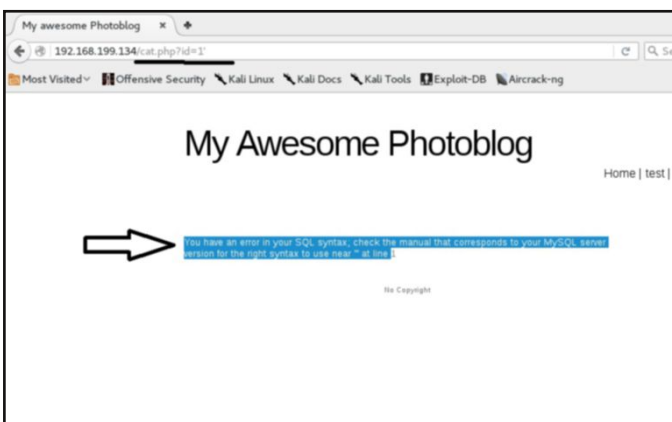 My awesome Photoblog
192.168.199.134/cat.php?id=1'
Most Visited Offensive Security Kali Linux Kali Docs Kali Tools Exploit-DB Aircrack-ng
My Awesome Photoblog
Home | test |
You have an error in your SQL syntax; check the manual that corresponds to your MySQL server
version for the right syntax to use near ''' at line 1
No Copyright